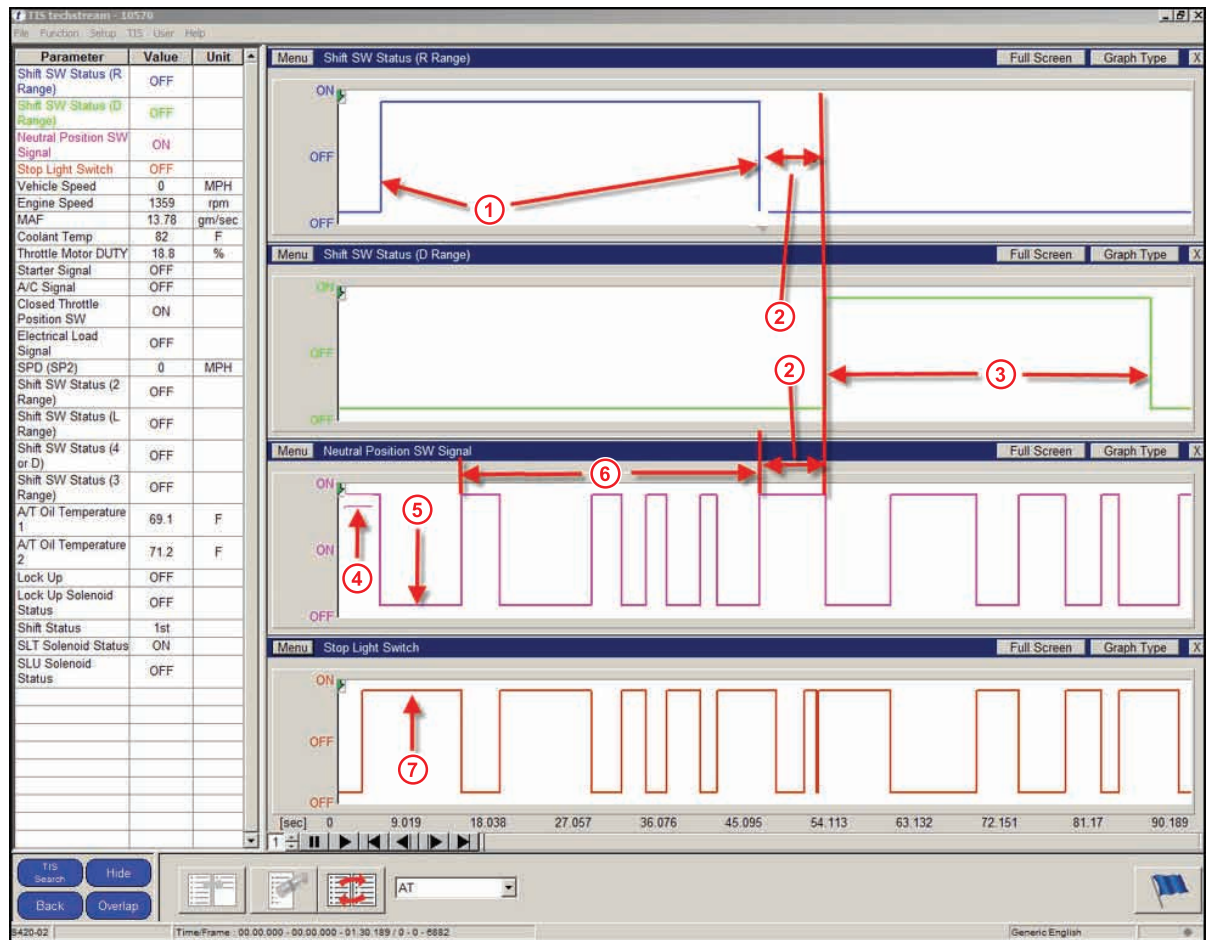 TIS techstream - 10520
File Function Setup TIS User Help
Parameter Value Unit
Shift SW Status (R Range) OFF
Shift SW Status (D Range) OFF
Neutral Position SW Signal ON
Stop Light Switch OFF
Vehicle Speed 0 MPH
Engine Speed 1359 rpm
MAF 13.78 gm/sec
Coolant Temp 82 F
Throttle Motor DUTY 18.8 %
Starter Signal OFF
A/C Signal OFF
Closed Throttle Position SW ON
Electrical Load Signal OFF
SPD (SP2) 0 MPH
Shift SW Status (2 Range) OFF
Shift SW Status (L Range) OFF
Shift SW Status (4 or D) OFF
Shift SW Status (3 Range) OFF
A/T Oil Temperature 1 69.1 F
A/T Oil Temperature 2 71.2 F
Lock Up OFF
Lock Up Solenoid Status OFF
Shift Status 1st
SLT Solenoid Status ON
SLU Solenoid Status OFF
Menu Shift SW Status (R Range) Full Screen Graph Type X
ON
OFF
OFF
1
2
Menu Shift SW Status (D Range) Full Screen Graph Type X
ON
OFF
OFF
2
2
3
Menu Neutral Position SW Signal Full Screen Graph Type X
ON
ON
OFF
6
5
4
Menu Stop Light Switch Full Screen Graph Type X
ON
OFF
OFF
7
[sec] 0 9.019 18.038 27.057 36.076 45.095 54.113 63.132 72.151 81.17 90.189
1
TIS Search
Hide
Back
Overlap
AT
S420-02
Time/Frame : 00.00.000 - 00.00.000 - 01.30.189 / 0 - 0 - 6882
Generic English